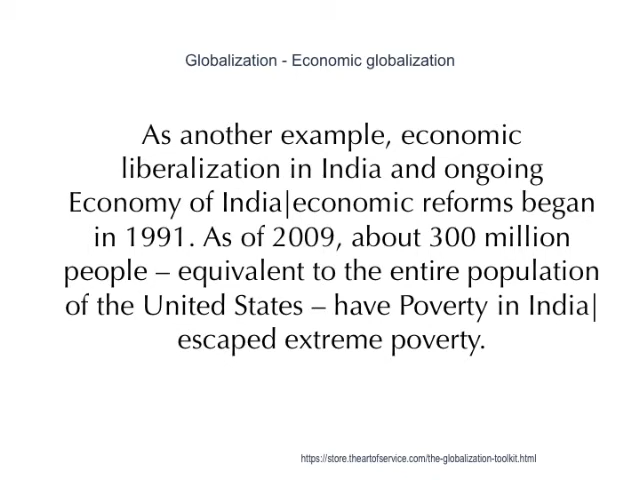 Globalization - Economic globalization
As another example, economic
liberalization in India and ongoing
Economy of India|economic reforms began
in 1991. As of 2009, about 300 million
people – equivalent to the entire population
of the United States – have Poverty in India|
escaped extreme poverty.
https://store.theartofservice.com/the-globalization-toolkit.html